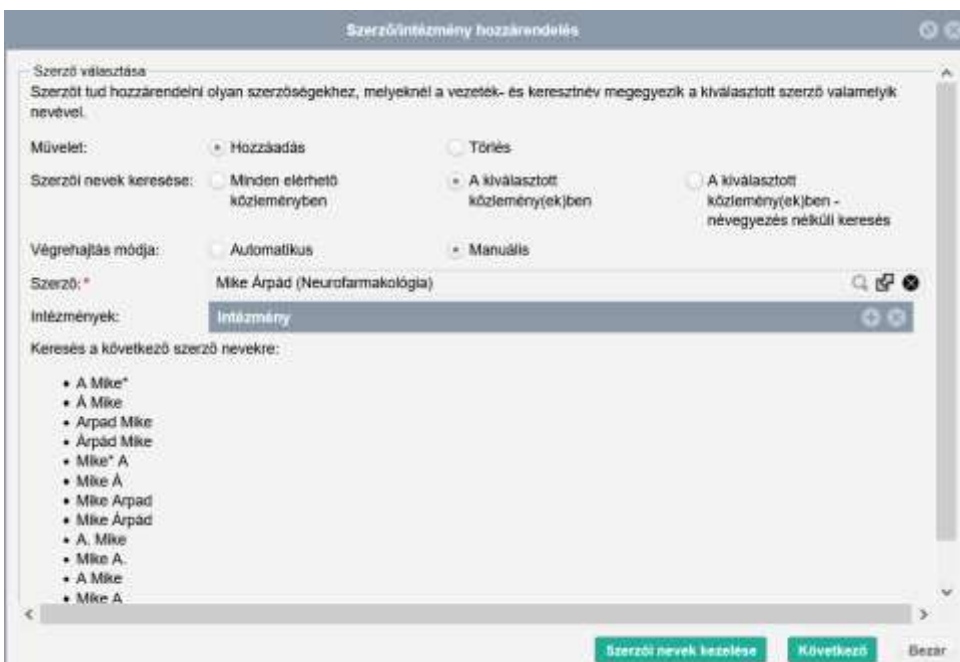 Szerző/intézmény hozzárendelés
Szerző választása
Szerzőt tud hozzárendelni olyan szerzőségekhez, melyeknél a vezeték- és keresztnév megegyezik a kiválasztott szerző valamelyik
nevével.
Művelet: Hozzáadás Törlés
Szerzői nevek keresése: Minden elérhető közleményben A kiválasztott közlemény(ek)ben A kiválasztott közlemény(ek)ben - névegyezés nélküli keresés
Végrehajtás módja: Automatikus Manuális
Szerző:* Mike Árpád (Neurofarmakológia)
Intézmények: Intézmény
Keresés a következő szerző nevekre:
• A Mike*
• Á Mike
• Arpad Mike
• Árpád Mike
• Mike* A
• Mike Á
• Mike Arpad
• Mike Árpád
• A. Mike
• Mike A.
• A Mike
• Mike A
Szerzői nevek kezelése Következő Bezár